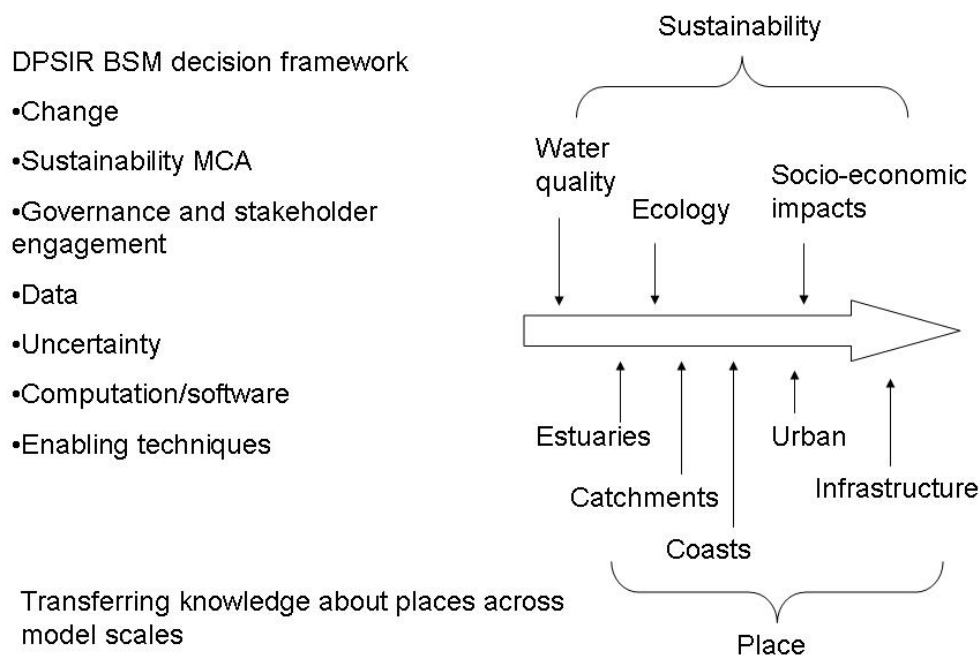 DPSIR BSM decision framework
•Change
•Sustainability MCA
•Governance and stakeholder
engagement
•Data
•Uncertainty
•Computation/software
•Enabling techniques
Transferring knowledge about places across
model scales
Sustainability
Water
quality
Ecology
Socio-economic
impacts
Estuaries
Urban
Catchments
Infrastructure
Coasts
Place